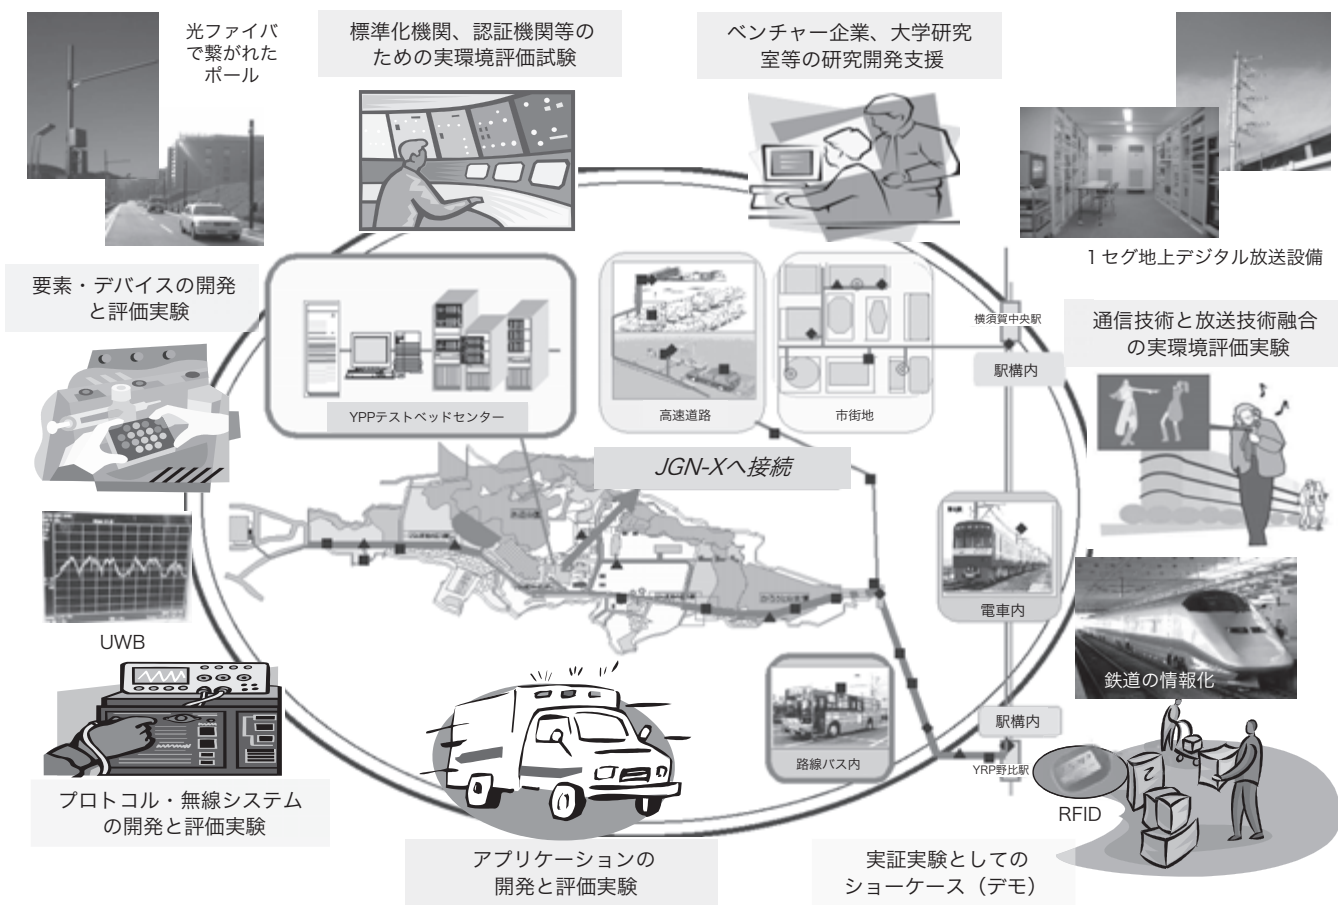 光ファイバ
で繋がれた
ポール
標準化機関、認証機関等の
ための実環境評価試験
ベンチャー企業、大学研究
室等の研究開発支援
1セグ地上デジタル放送設備
要素・デバイスの開発
と評価実験
通信技術と放送技術融合
の実環境評価実験
横須賀中央駅
駅構内
YPPテストベッドセンター
高速道路
市街地
JGN-Xへ接続
電車内
UWB
鉄道の情報化
駅構内
路線バス内
YRP野比駅
RFID
プロトコル・無線システム
の開発と評価実験
アプリケーションの
開発と評価実験
実証実験としての
ショーケース（デモ）